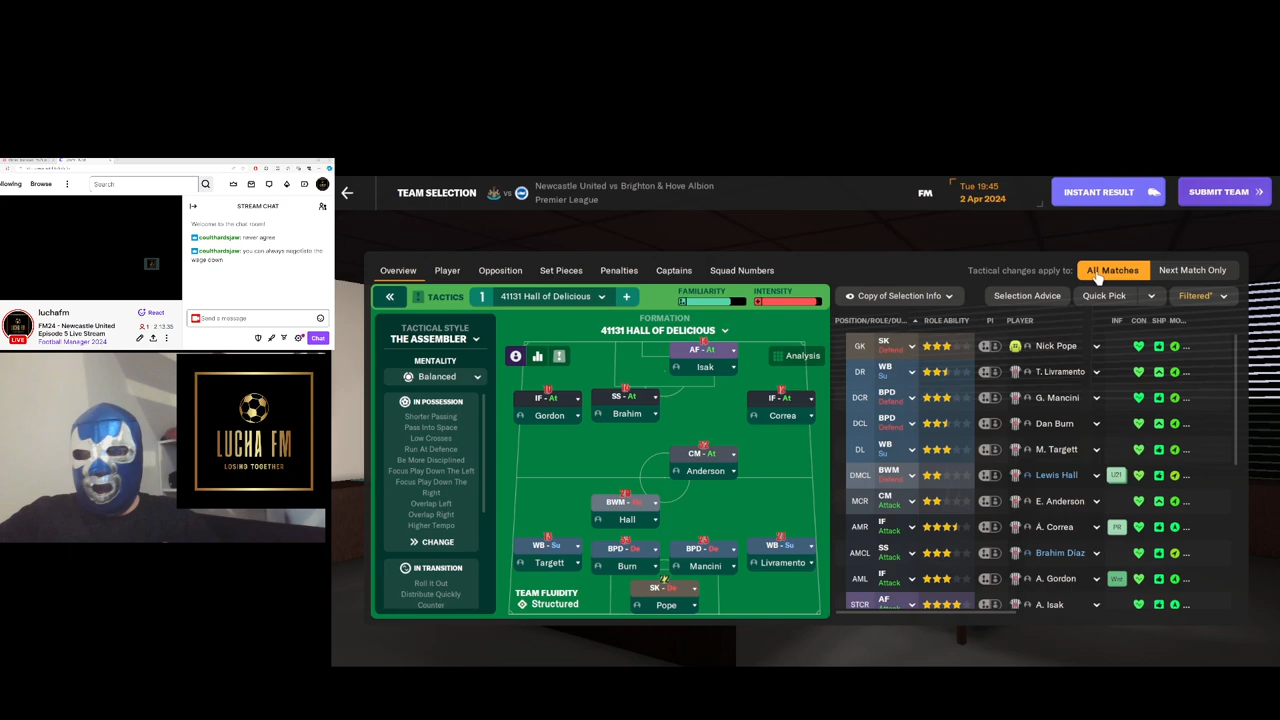 ollowing Browse Search
STREAM CHAT
Welcome to the chat room!
coulthardsjaw: never agree
coulthardsjaw: you can always negotiate the
wage down
luchafm React
FM24 - Newcastle United 1 2:13:35
Episode 5 Live Stream
Football Manager 2024
LIVE
Send a message
Chat
LUCHA FM
LOSING TOGETHER
TEAM SELECTION vs Newcastle United vs Brighton & Hove Albion
Premier League
FM Tue 19:45
2 Apr 2024
INSTANT RESULT SUBMIT TEAM
Overview Player Opposition Set Pieces Penalties Captains Squad Numbers
Tactical changes apply to: All Matches Next Match Only
TACTICS 1 41131 Hall of Delicious
FAMILIARITY INTENSITY
Copy of Selection Info Selection Advice Quick Pick Filtered*
TACTICAL STYLE
THE ASSEMBLER
MENTALITY
Balanced
IN POSSESSION
Shorter Passing
Pass Into Space
Low Crosses
Run At Defence
Be More Disciplined
Focus Play Down The Left
Focus Play Down The
Right
Overlap Left
Overlap Right
Higher Tempo
CHANGE
IN TRANSITION
Roll It Out
Distribute Quickly
Counter
FORMATION
41131 HALL OF DELICIOUS
Analysis
AF - At
Isak
IF - At
Gordon
SS - At
Brahim
IF - At
Correa
CM - At
Anderson
BWM - De
Hall
WB - Su
Targett
BPD - De
Burn
BPD - De
Mancini
WB - Su
Livramento
SK - De
Pope
TEAM FLUIDITY
Structured
POSITION/ROLE/DU... ROLE ABILITY PI PLAYER INF CON SHP MO...
GK SK Defend Nick Pope
DR WB Su T. Livramento
DCR BPD Defend G. Mancini
DCL BPD Defend Dan Burn
DL WB Su M. Targett
DMCL BWM Defend Lewis Hall U21
MCR CM Attack E. Anderson
AMR IF Attack Á. Correa PR
AMCL SS Attack Brahim Díaz
AML IF Attack A. Gordon Wnt
STCR AF Attack A. Isak